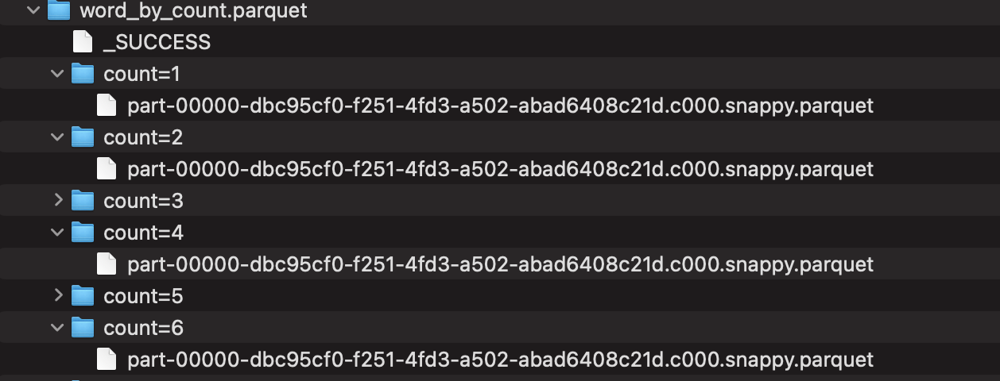 word_by_count.parquet
_SUCCESS
count=1
part-00000-dbc95cf0-f251-4fd3-a502-abad6408c21d.c000.snappy.parquet
count=2
part-00000-dbc95cf0-f251-4fd3-a502-abad6408c21d.c000.snappy.parquet
count=3
count=4
part-00000-dbc95cf0-f251-4fd3-a502-abad6408c21d.c000.snappy.parquet
count=5
count=6
part-00000-dbc95cf0-f251-4fd3-a502-abad6408c21d.c000.snappy.parquet